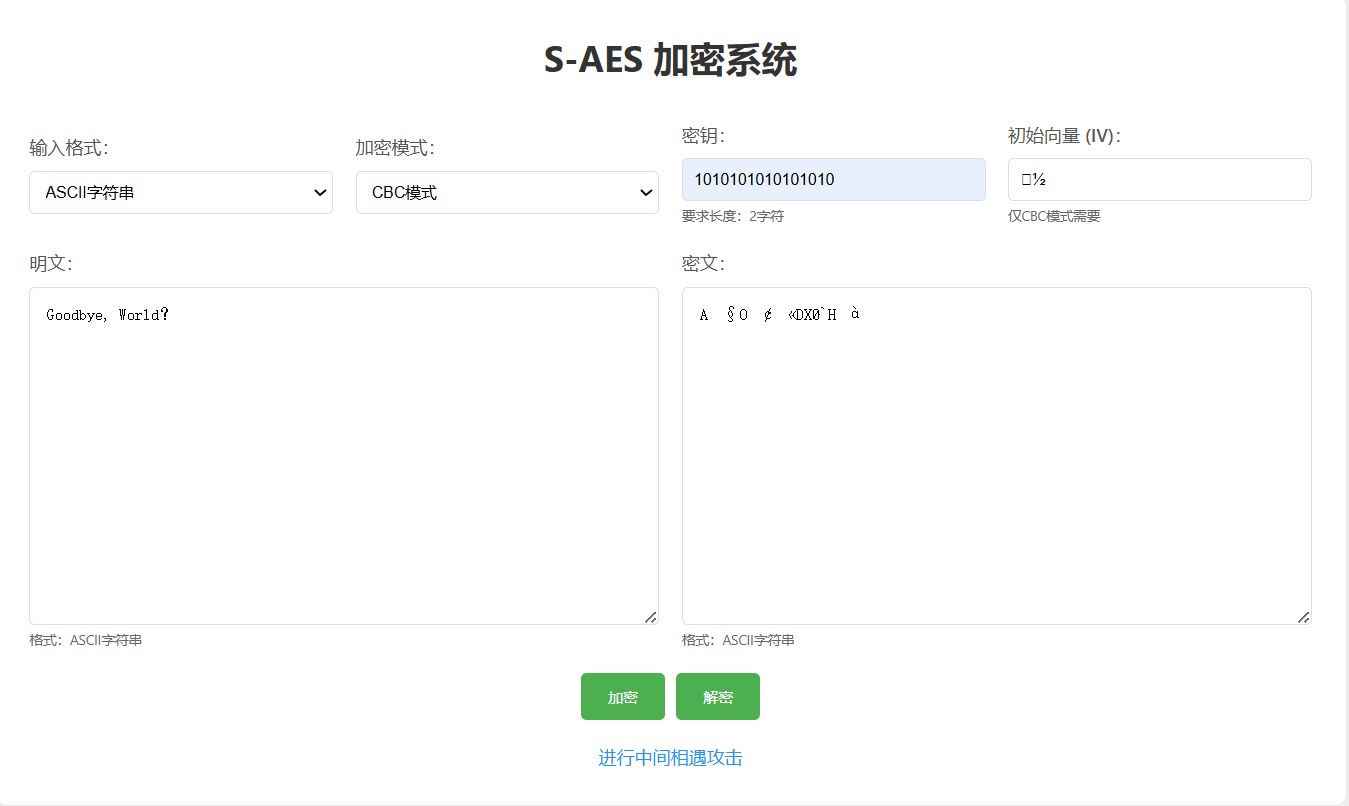 S-AES 加密系统
输入格式：
ASCII字符串
加密模式：
CBC模式
密钥：
1010101010101010
要求长度：2字符
初始向量 (IV)：
½
仅CBC模式需要
明文：
Goodbye, World?
格式：ASCII字符串
密文：
A §O ¢ «DX0`H à
格式：ASCII字符串
加密
解密
进行中间相遇攻击